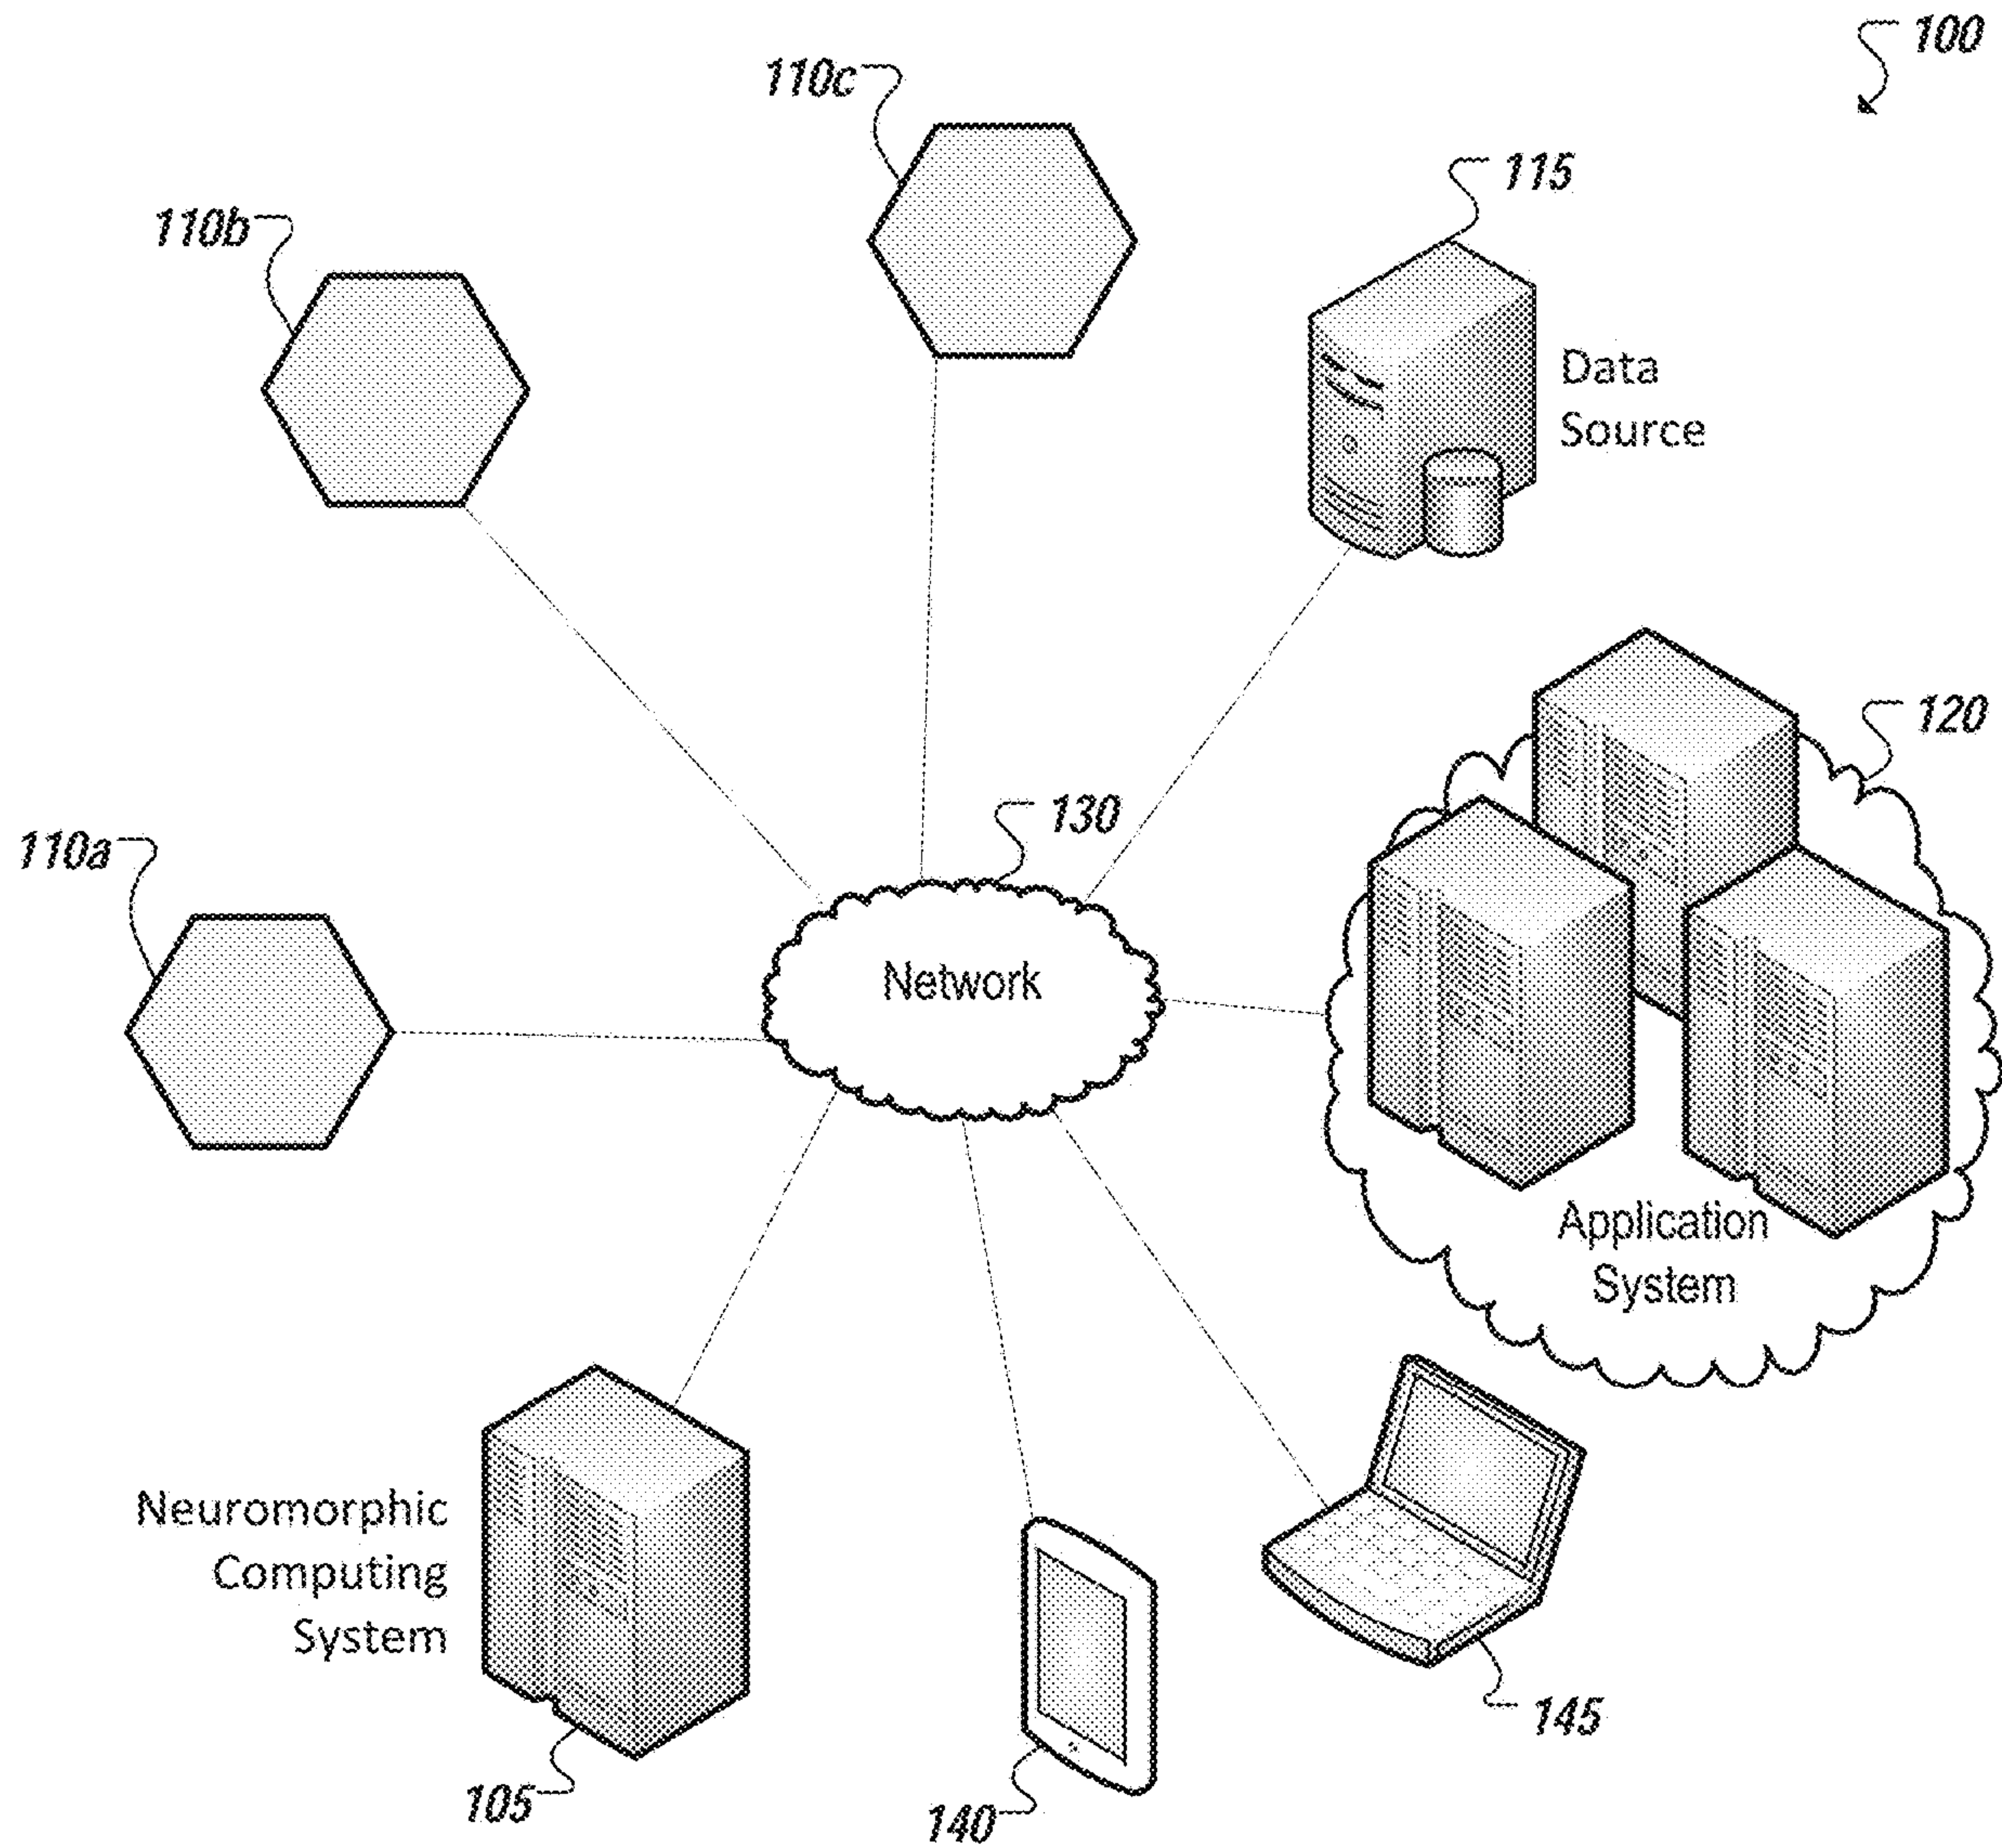 100
110c
115
110b
Data
Source
120
130
110a
Network
Application
System
Neuromorphic
Computing
System
145
105
140